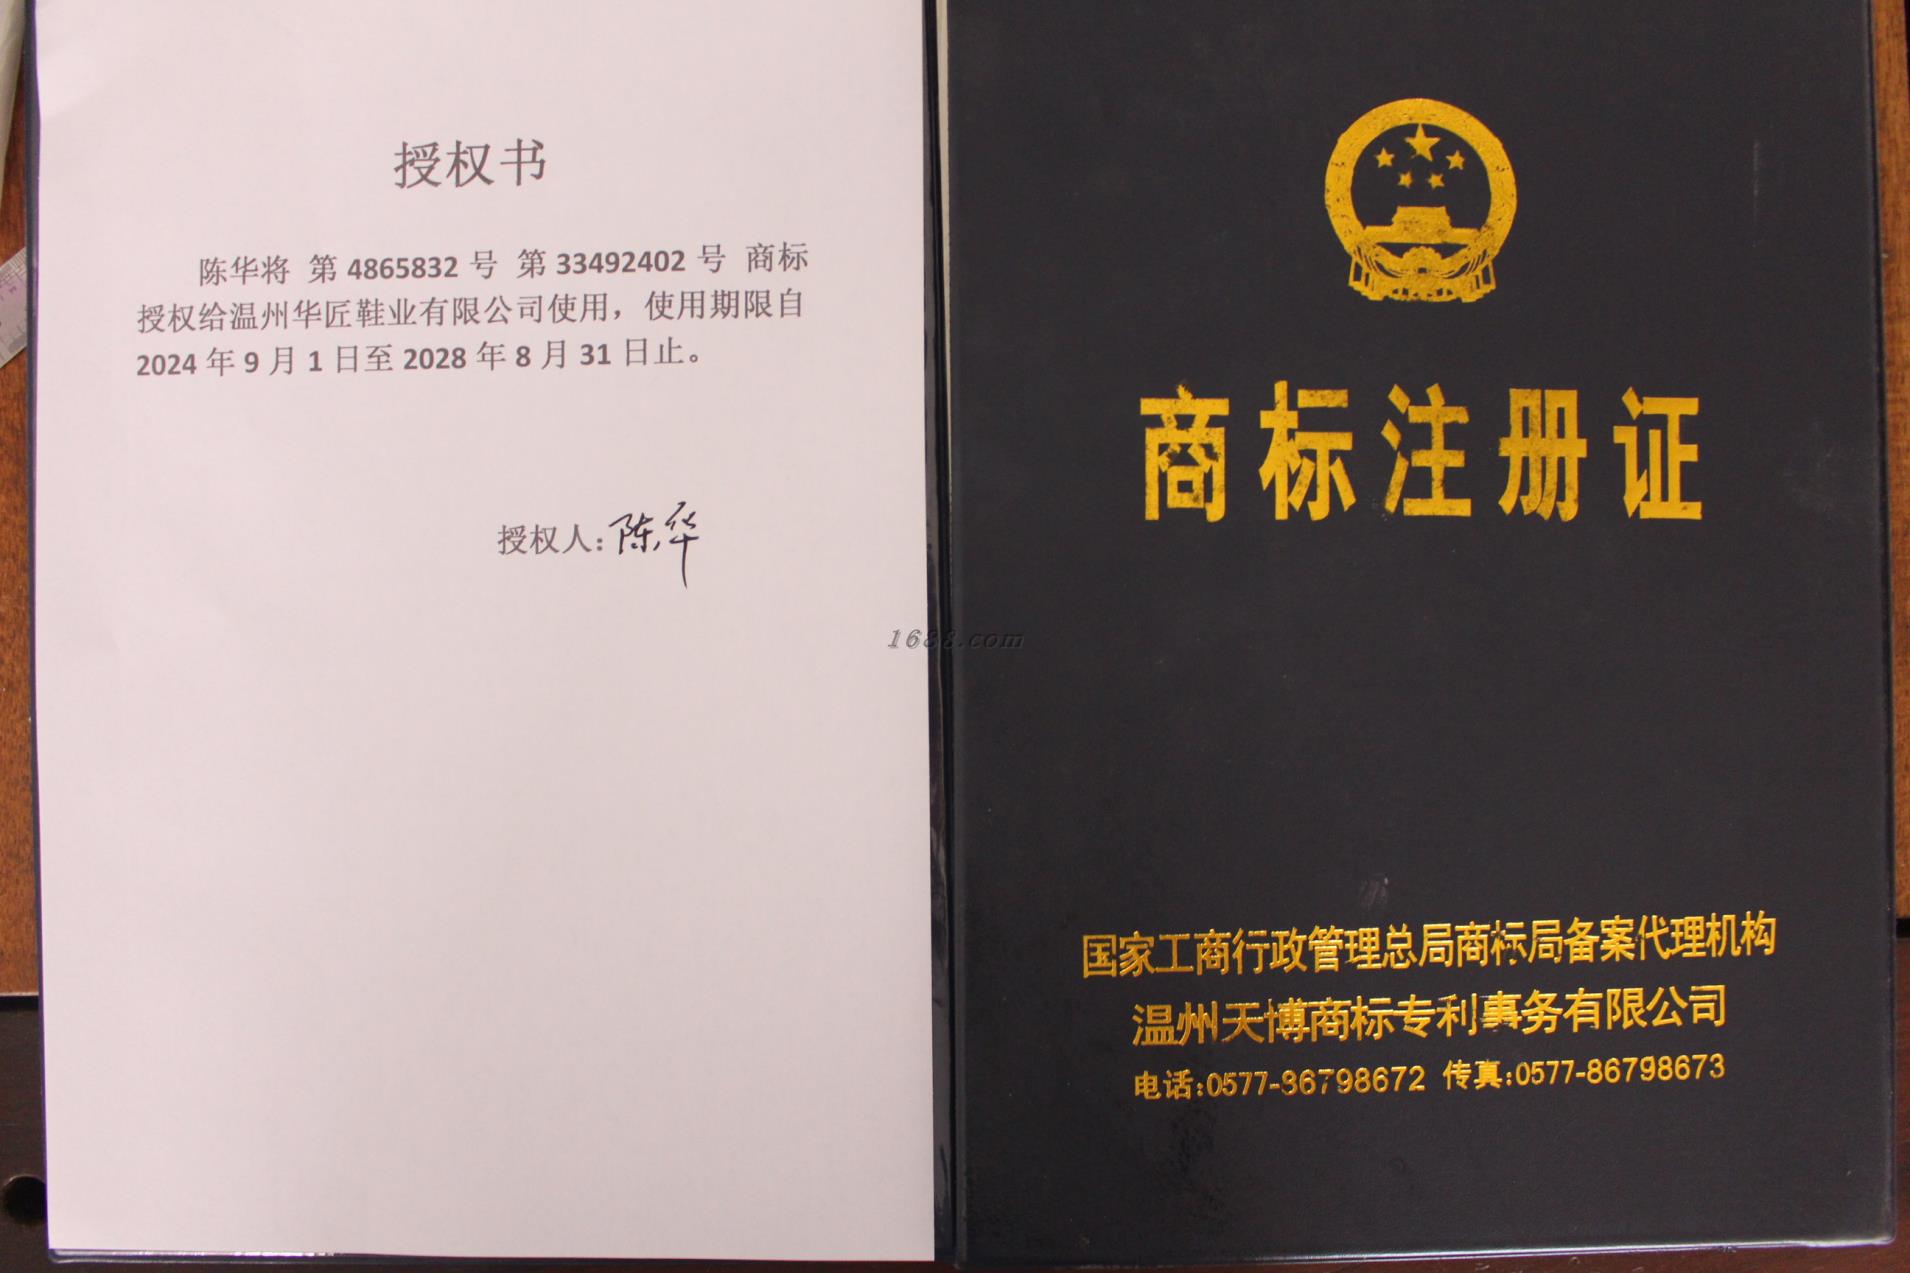 授权书
陈华将 第 4865832 号 第 33492402 号 商标
授权给温州华匠鞋业有限公司使用，使用期限自
2024 年 9 月 1 日至 2028 年 8 月 31 日止。
授权人：陈华
1688.com
商标注册证
国家工商行政管理总局商标局备案代理机构
温州天博商标专利事务有限公司
电话:0577-86798672 传真:0577-86798673